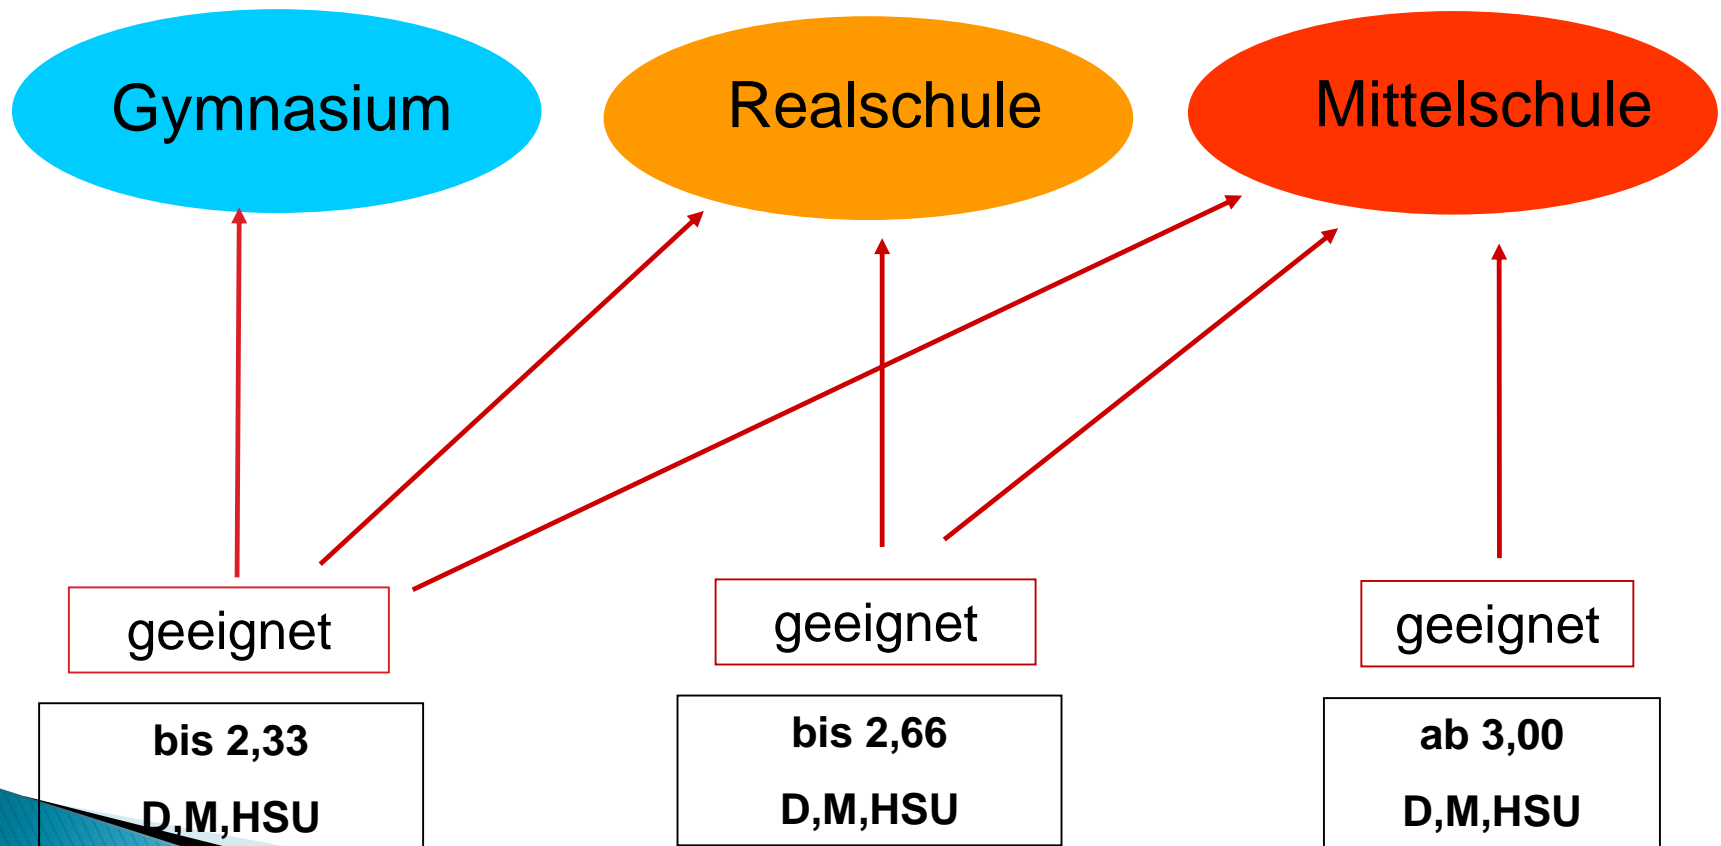 Gymnasium
Realschule
Mittelschule
geeignet
geeignet
geeignet
bis 2,33
D,M,HSU
bis 2,66
D,M,HSU
ab 3,00
D,M,HSU